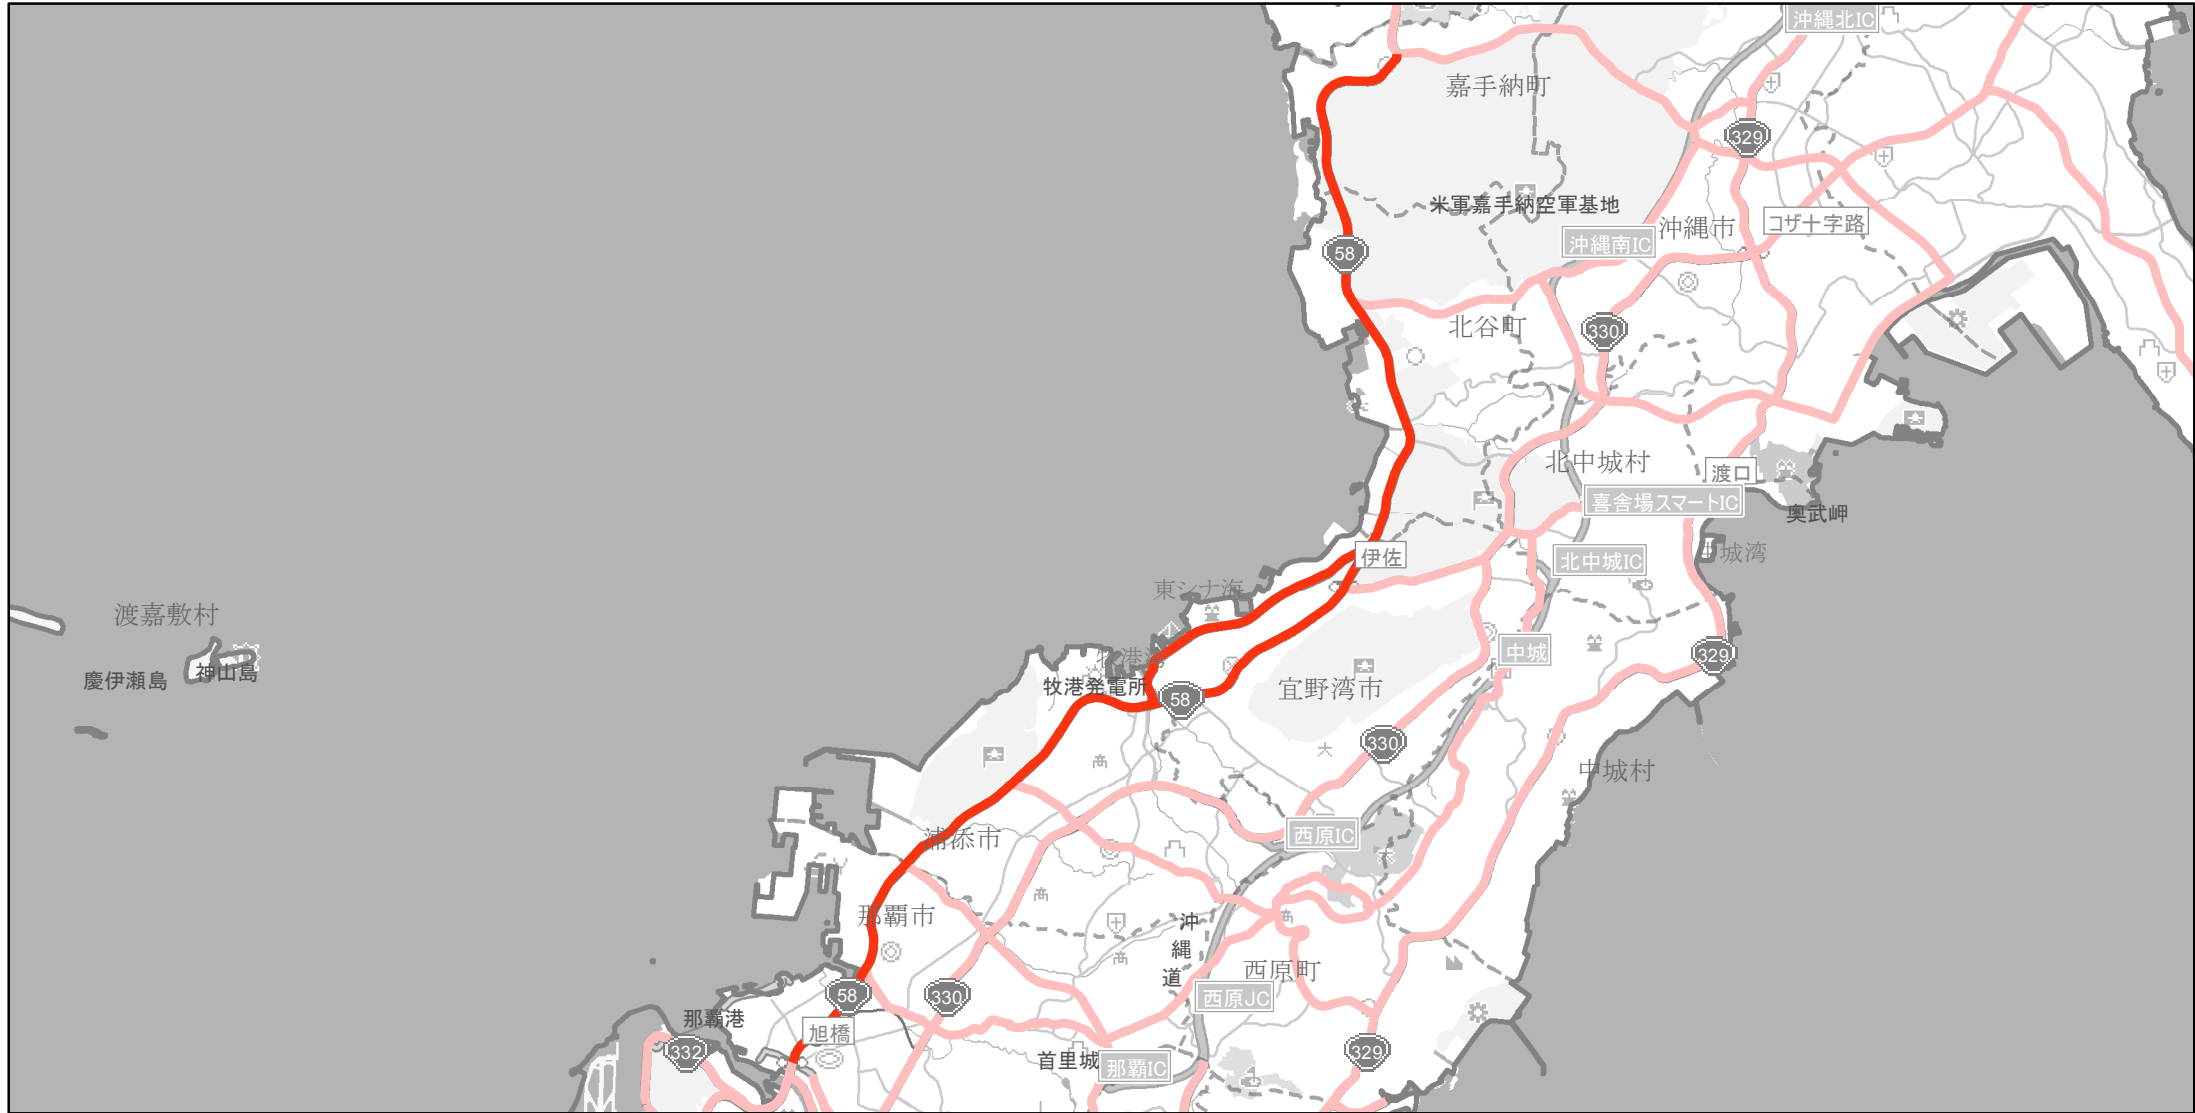 沖縄北IC
嘉手納町
329
米軍嘉手納空軍基地
コザ十字路
沖縄市
沖縄南IC
58
北谷町
330
北中城村
渡口
喜舎場スマートIC
奥武岬
伊佐
北中城IC
城湾
東シナ海
渡嘉敷村
中城
329
慶伊瀬島
神山島
牧港湾
牧港発電所
58
宜野湾市
330
中城村
西原IC
浦添市
那覇市
沖縄道
西原町
西原JC
58
330
那覇港
旭橋
332
首里城
那覇IC
329